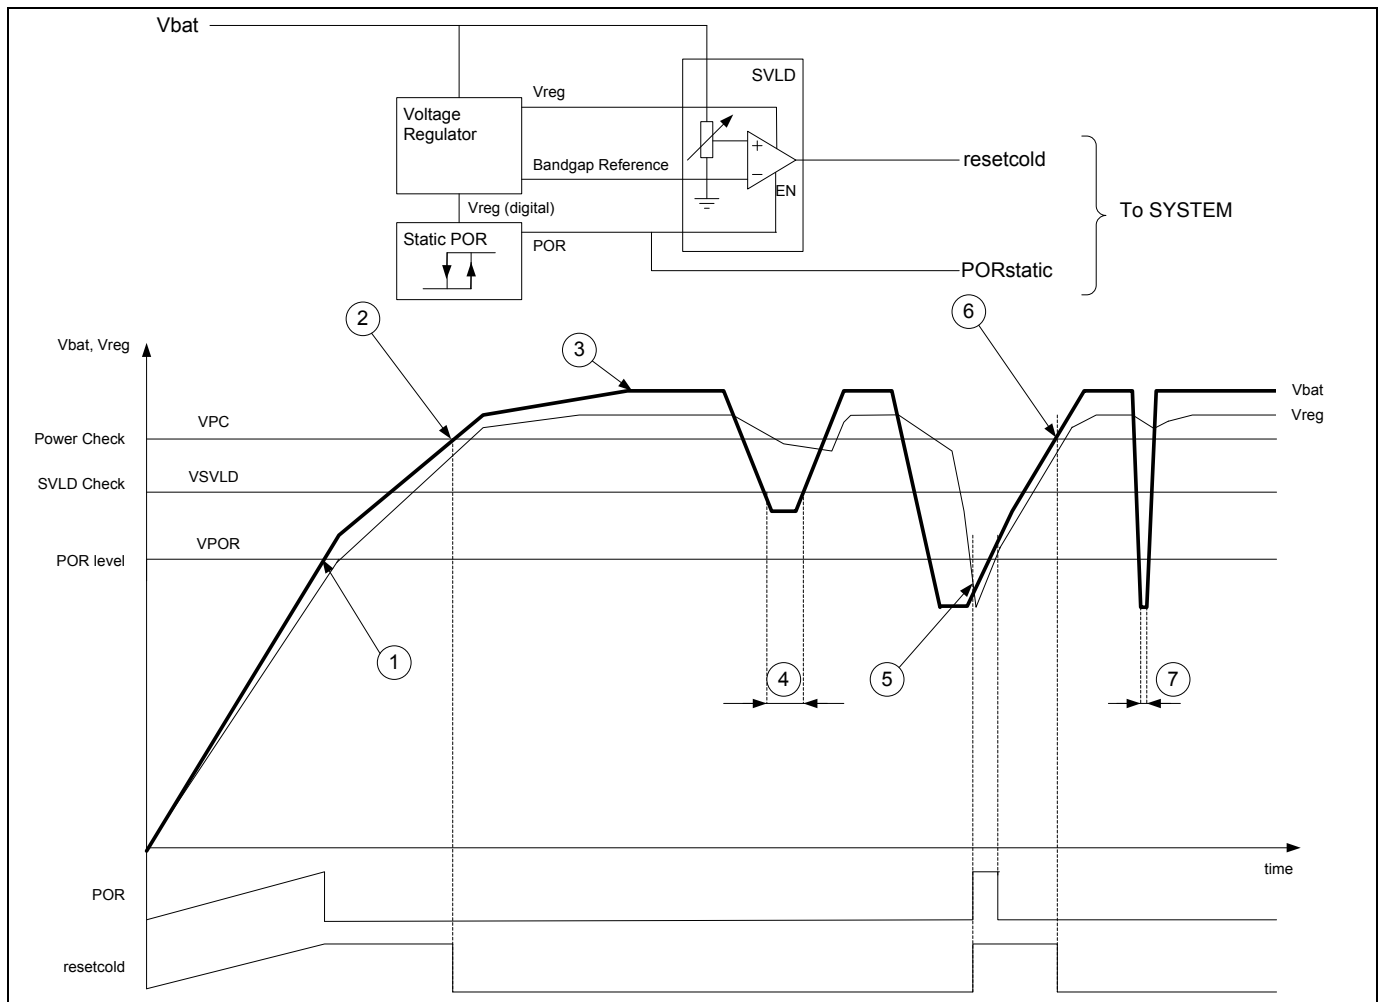 Vbat
SVLD
Vreg
Voltage
Regulator
+
Bandgap Reference
−
EN
resetcold
Vreg (digital)
To SYSTEM
Static POR
POR
PORstatic
2
6
3
Vbat, Vreg
Vbat
VPC
Vreg
Power Check
VSVLD
SVLD Check
VPOR
POR level
1
4
5
7
time
POR
resetcold